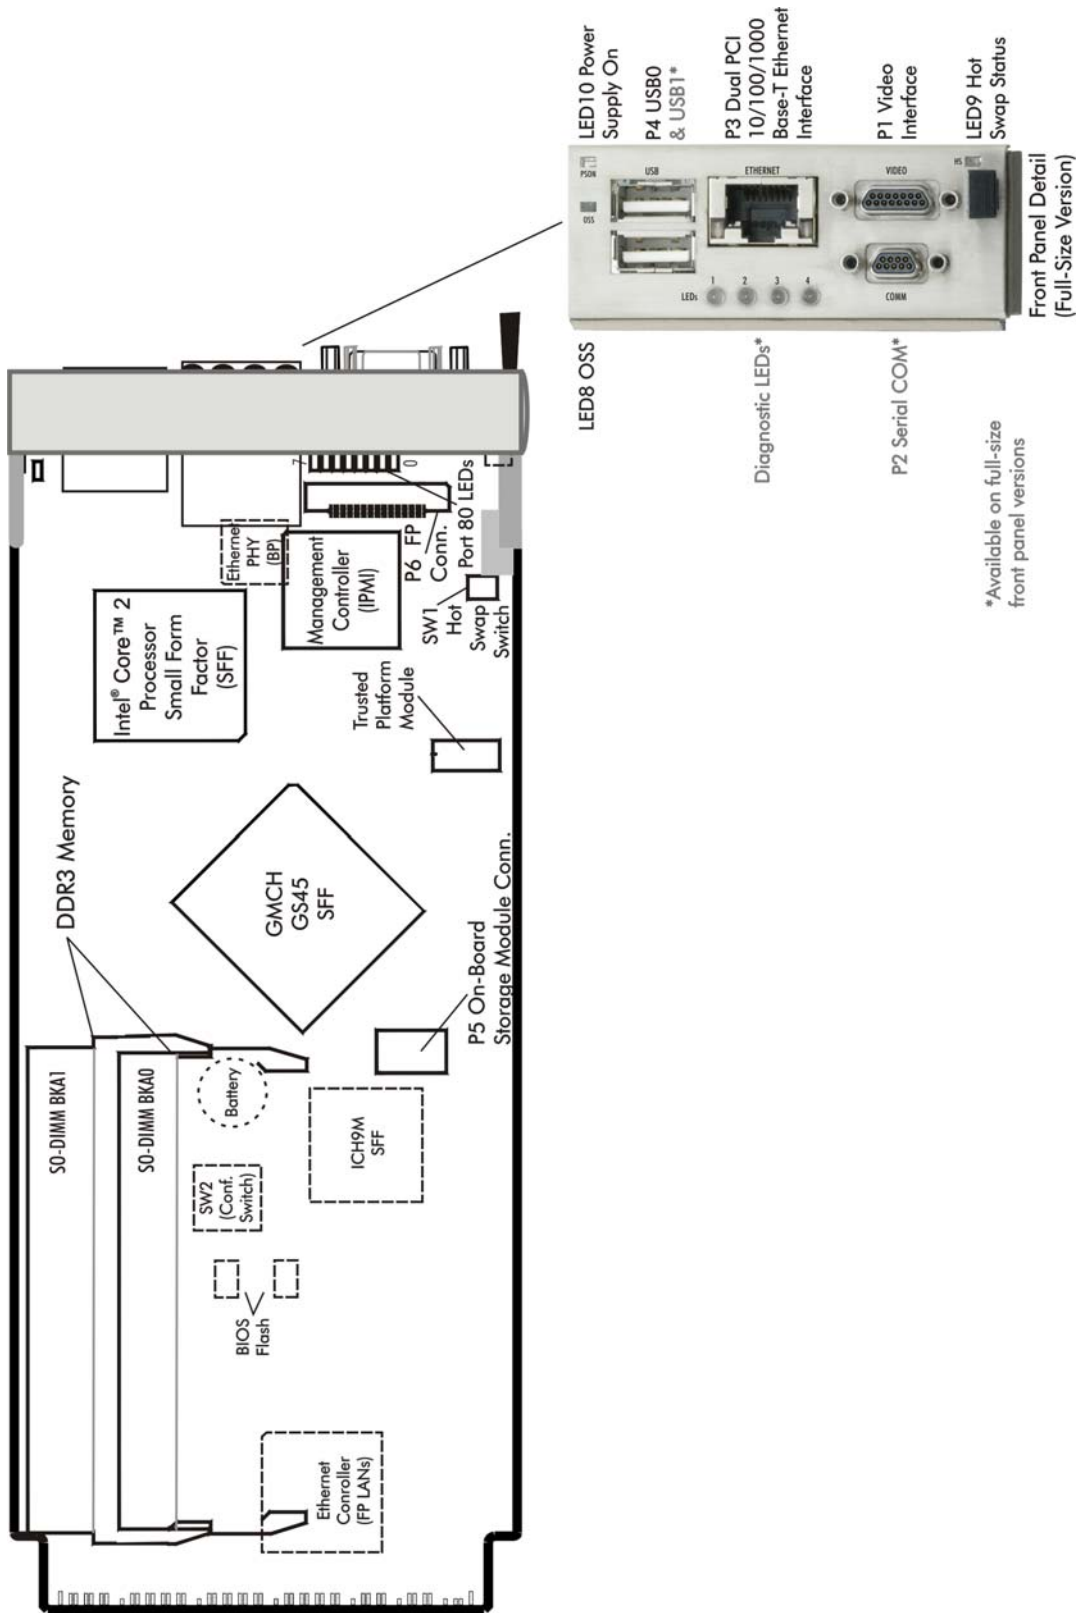 DDR3 Memory
SO-DIMM BKA1
SO-DIMM BKA0
Battery
SW2
(Conf.
Switch)
BIOS
Flash
ICH9M
SFF
Ethernet
Conroller
(FP LANs)
P5 On-Board
Storage Module Conn.
GMCH
GS45
SFF
Trusted
Platform
Module
Intel® Core™ 2
Processor
Small Form
Factor
(SFF)
Ethernet
PHY
(BP)
Management
Controller
(IPMI)
P6 FP
Conn.
Port 80 LEDs
7
0
SW1
Hot
Swap
Switch
LED10 Power
Supply On
P4 USB0
& USB1*
P3 Dual PCI
10/100/1000
Base-T Ethernet
Interface
P1 Video
Interface
LED9 Hot
Swap Status
PSON
OSS
USB
ETHERNET
VIDEO
HS
LEDs
1
2
3
4
COMM
LED8 OSS
Diagnostic LEDs*
P2 Serial COM*
Front Panel Detail
(Full-Size Version)
*Available on full-size
front panel versions